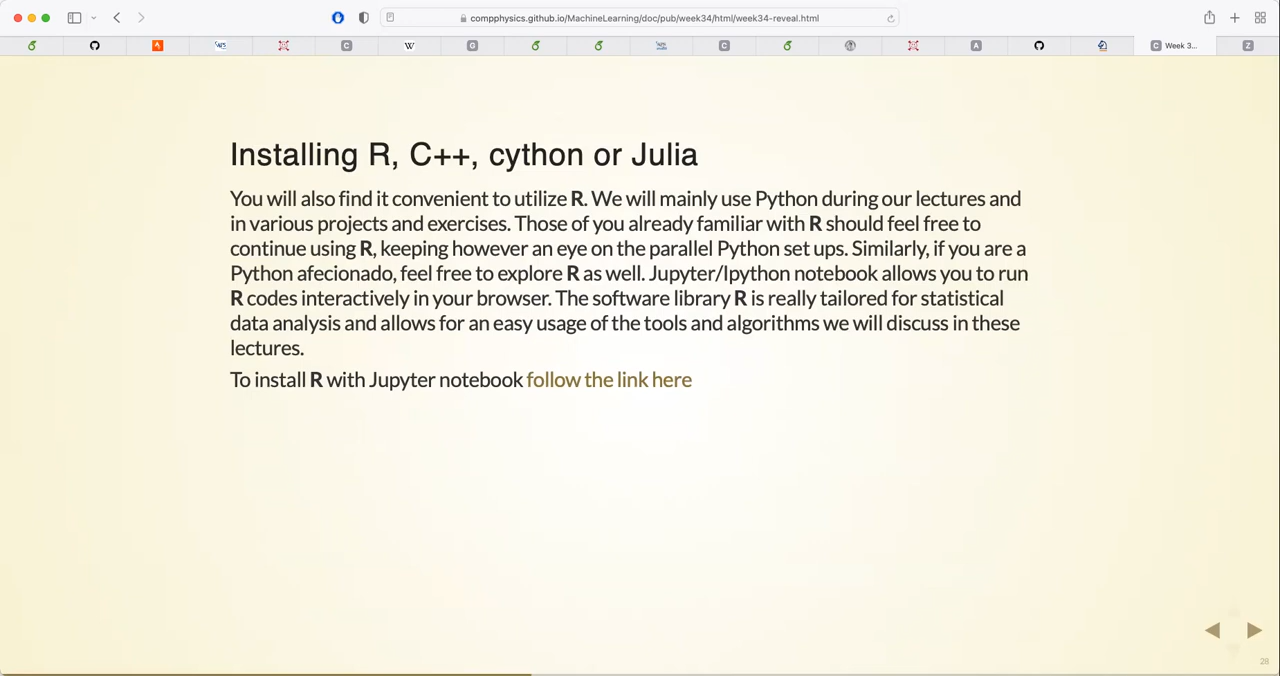 compphysics.github.io/MachineLearning/doc/pub/week34/html/week34-reveal.html
W
C
G
C
A
C Week 3...
Z
Installing R, C++, cython or Julia
You will also find it convenient to utilize R. We will mainly use Python during our lectures and
in various projects and exercises. Those of you already familiar with R should feel free to
continue using R, keeping however an eye on the parallel Python set ups. Similarly, if you are a
Python afecionado, feel free to explore R as well. Jupyter/Ipython notebook allows you to run
R codes interactively in your browser. The software library R is really tailored for statistical
data analysis and allows for an easy usage of the tools and algorithms we will discuss in these
lectures.
To install R with Jupyter notebook follow the link here
28